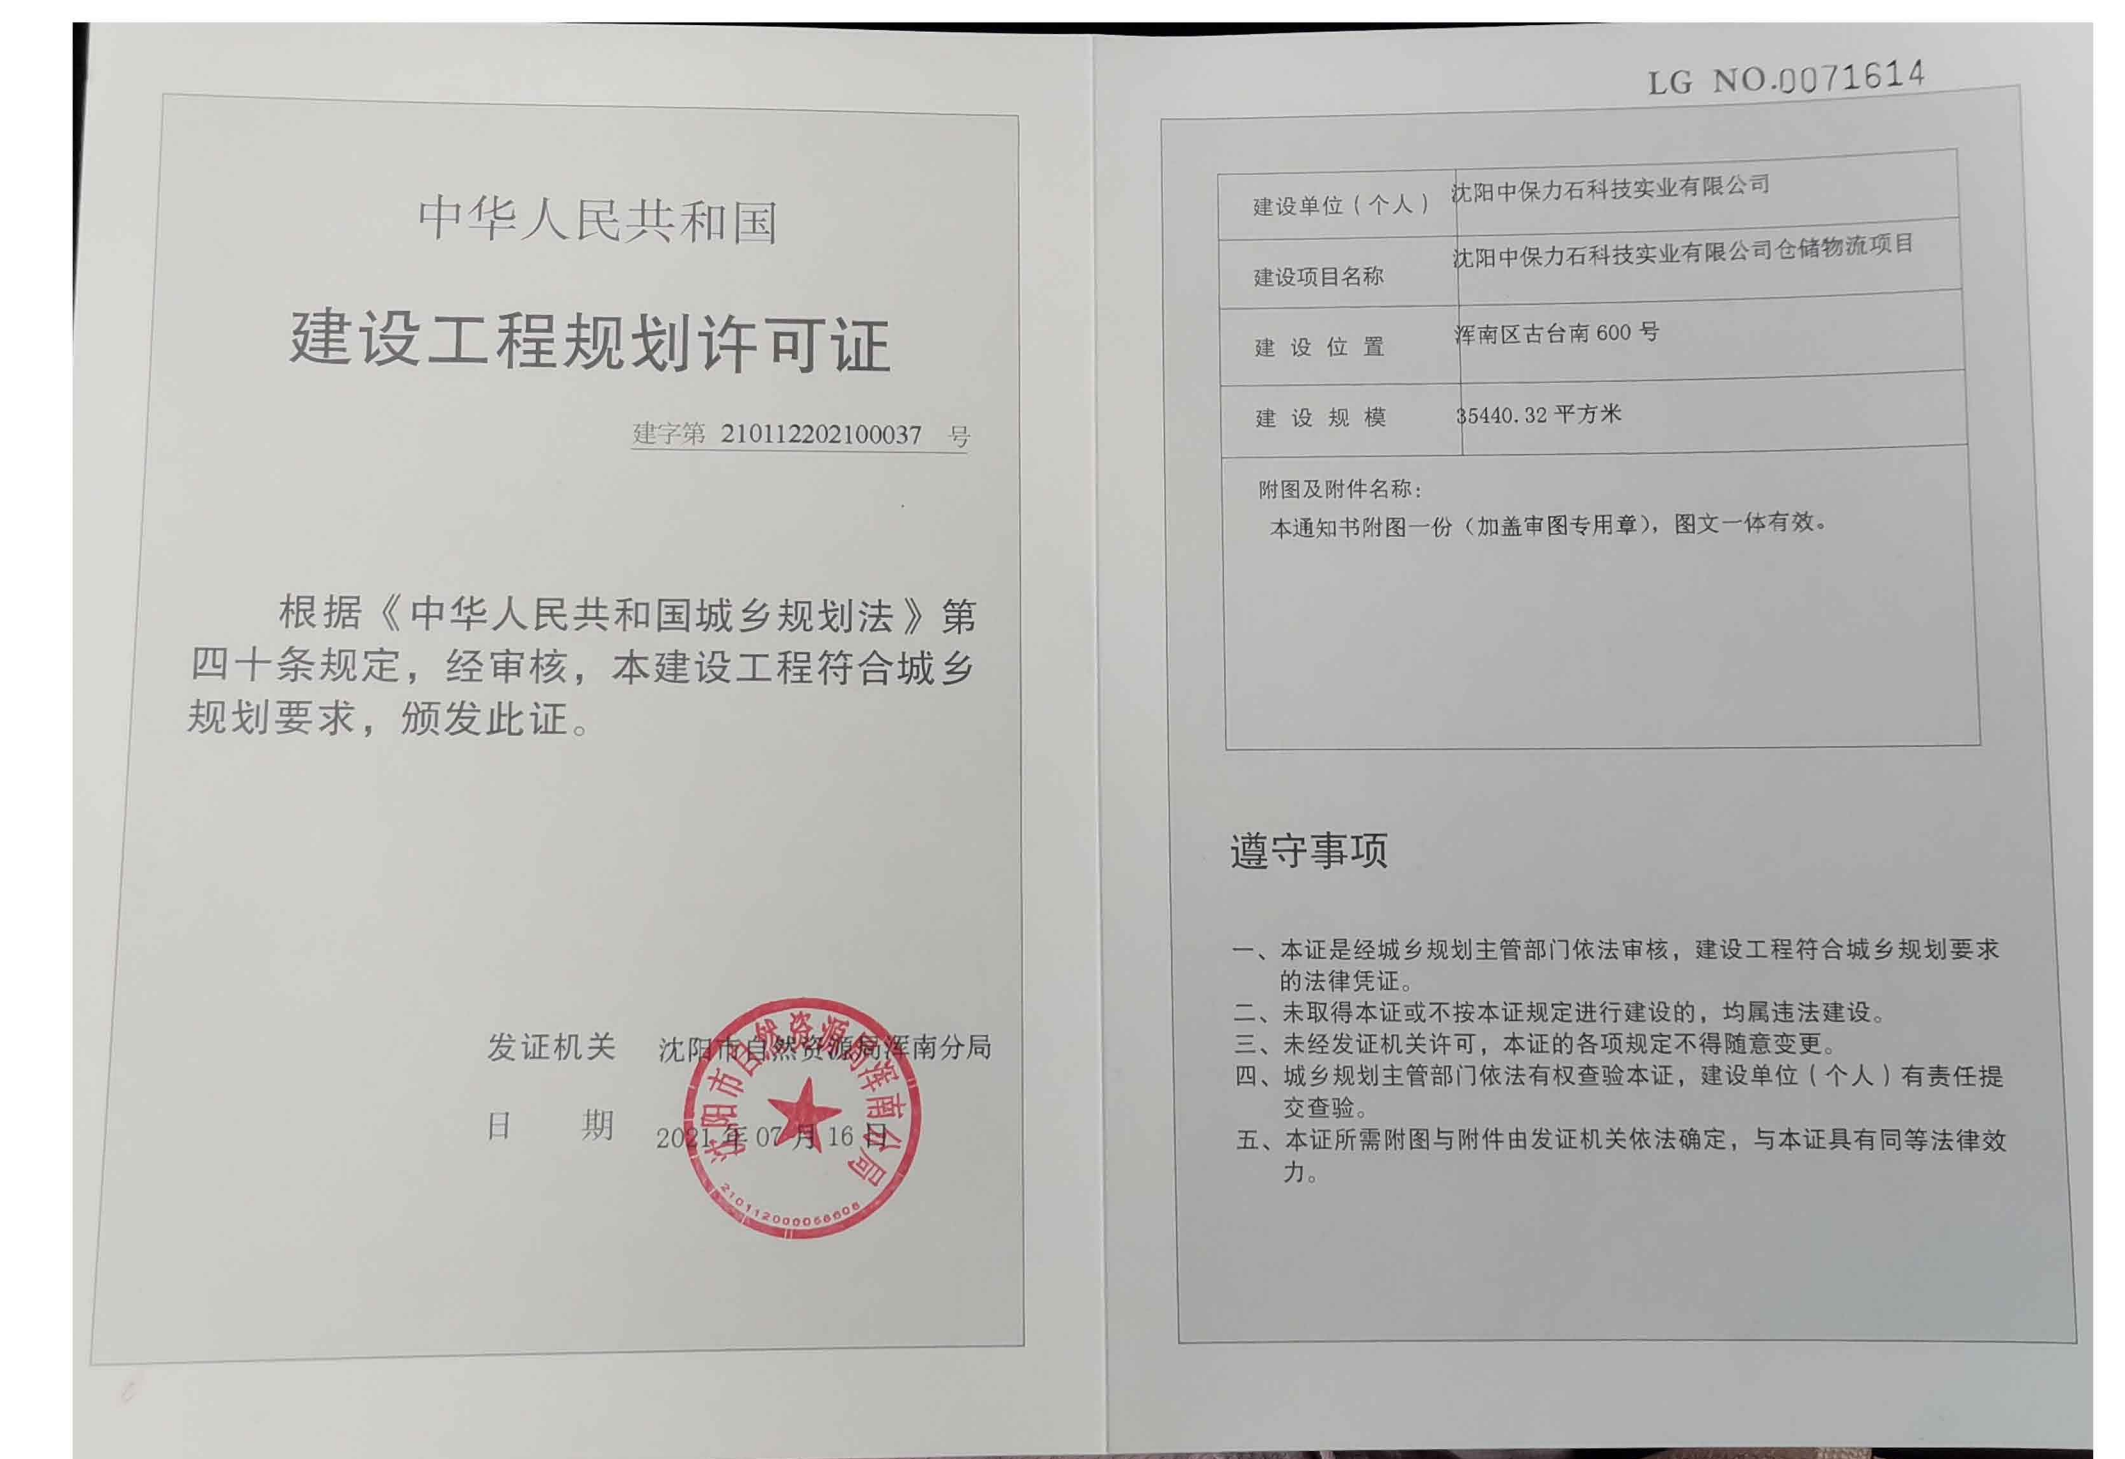 中华人民共和国
建设工程规划许可证
建字第 210112202100037 号
根据《中华人民共和国城乡规划法》第
四十条规定，经审核，本建设工程符合城乡
规划要求，颁发此证。
发证机关 沈阳市自然资源局浑南分局
日 期 2021 年 07 月 16 日
沈阳市自然资源局浑南分局
LG NO.0071614
建设单位（个人） 沈阳中保力石科技实业有限公司
建设项目名称 沈阳中保力石科技实业有限公司仓储物流项目
建设位置 浑南区古台南 600 号
建设规模 35440.32 平方米
附图及附件名称：
本通知书附图一份（加盖审图专用章），图文一体有效。
遵守事项
一、本证是经城乡规划主管部门依法审核，建设工程符合城乡规划要求
的法律凭证。
二、未取得本证或不按本证规定进行建设的，均属违法建设。
三、未经发证机关许可，本证的各项规定不得随意变更。
四、城乡规划主管部门依法有权查验本证，建设单位（个人）有责任提
交查验。
五、本证所需附图与附件由发证机关依法确定，与本证具有同等法律效
力。